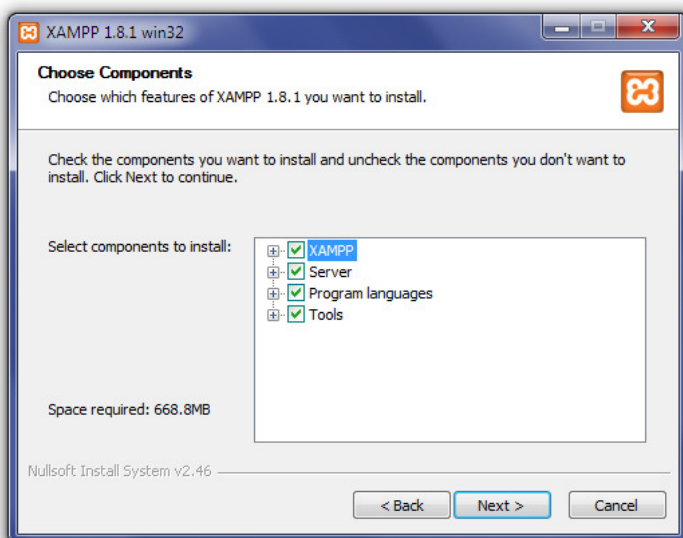 XAMPP 1.8.1 win32
Choose Components
Choose which features of XAMPP 1.8.1 you want to install.
Check the components you want to install and uncheck the components you don't want to
install. Click Next to continue.
Select components to install:
XAMPP
Server
Program languages
Tools
Space required: 668.8MB
Nullsoft Install System v2.46
< Back
Next >
Cancel